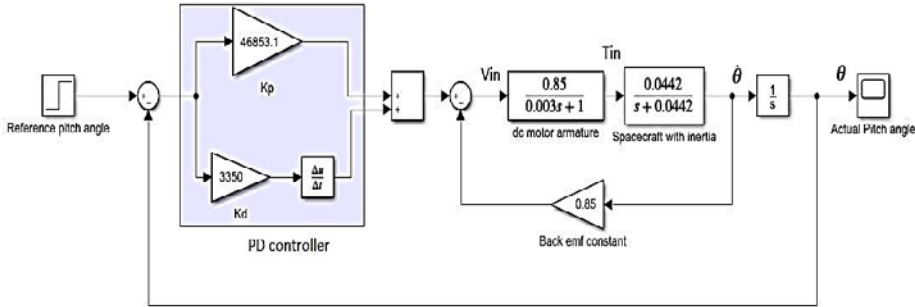 46853.1
Kp
Vin
Tin
0.85
0.003s + 1
dc motor armature
0.0442
s + 0.0442
Spacecraft with inertia
θ̇
1
s
θ
Reference pitch angle
Actual Pitch angle
3350
Kd
Δu
Δt
0.85
Back emf constant
PD controller